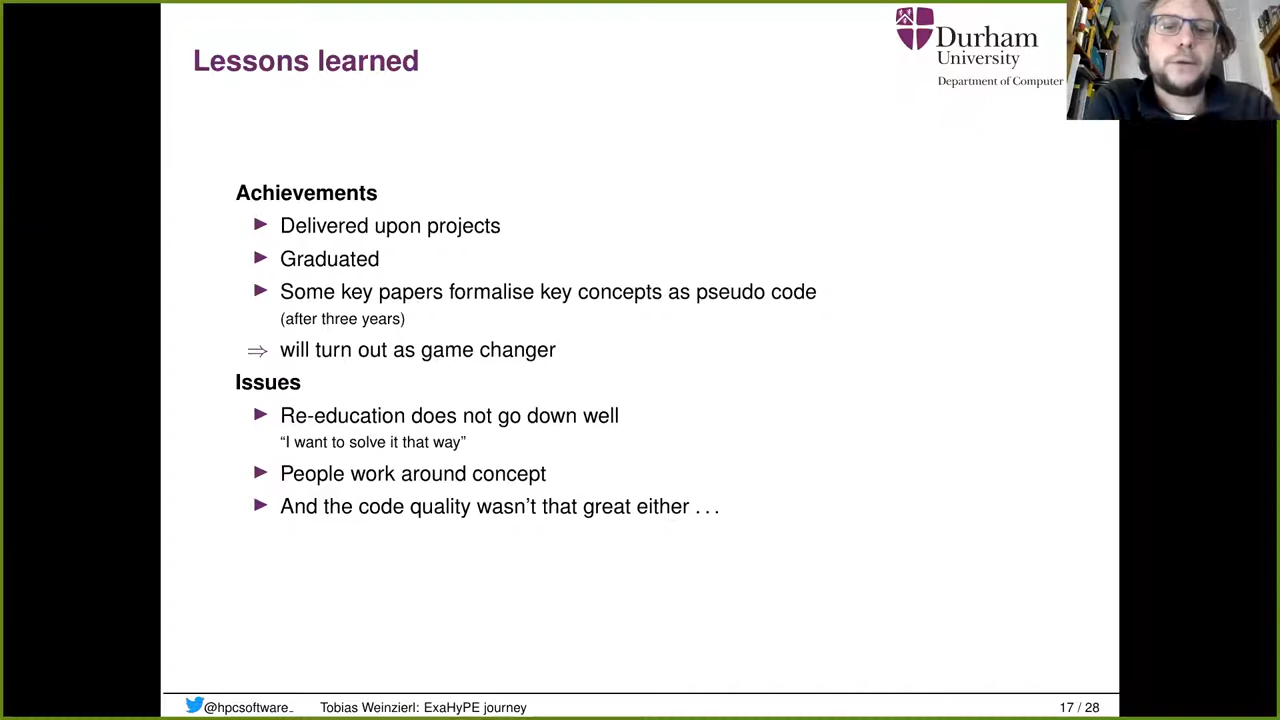 Lessons learned
Durham
University
Department of Computer
Achievements
▶ Delivered upon projects
▶ Graduated
▶ Some key papers formalise key concepts as pseudo code
(after three years)
⇒ will turn out as game changer
Issues
▶ Re-education does not go down well
“I want to solve it that way”
▶ People work around concept
▶ And the code quality wasn’t that great either . . .
@hpcsoftware_ Tobias Weinzierl: ExaHyPE journey 17 / 28